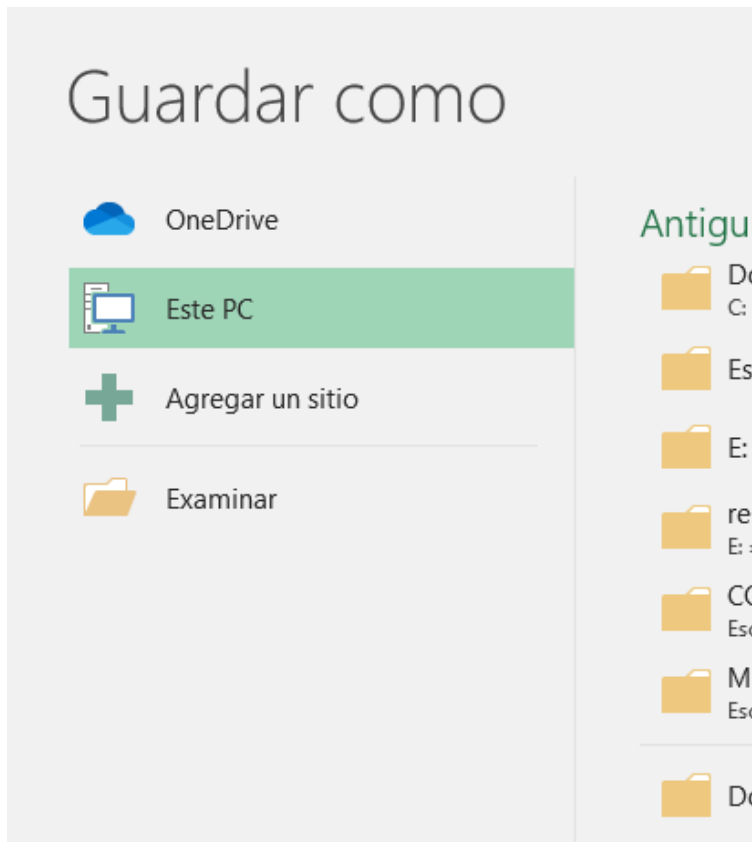 Guardar como
OneDrive
Este PC
Agregar un sitio
Examinar
Antigu
Do
C:
Es
E:
re
E:
CO
Esc
M
Esc
Do